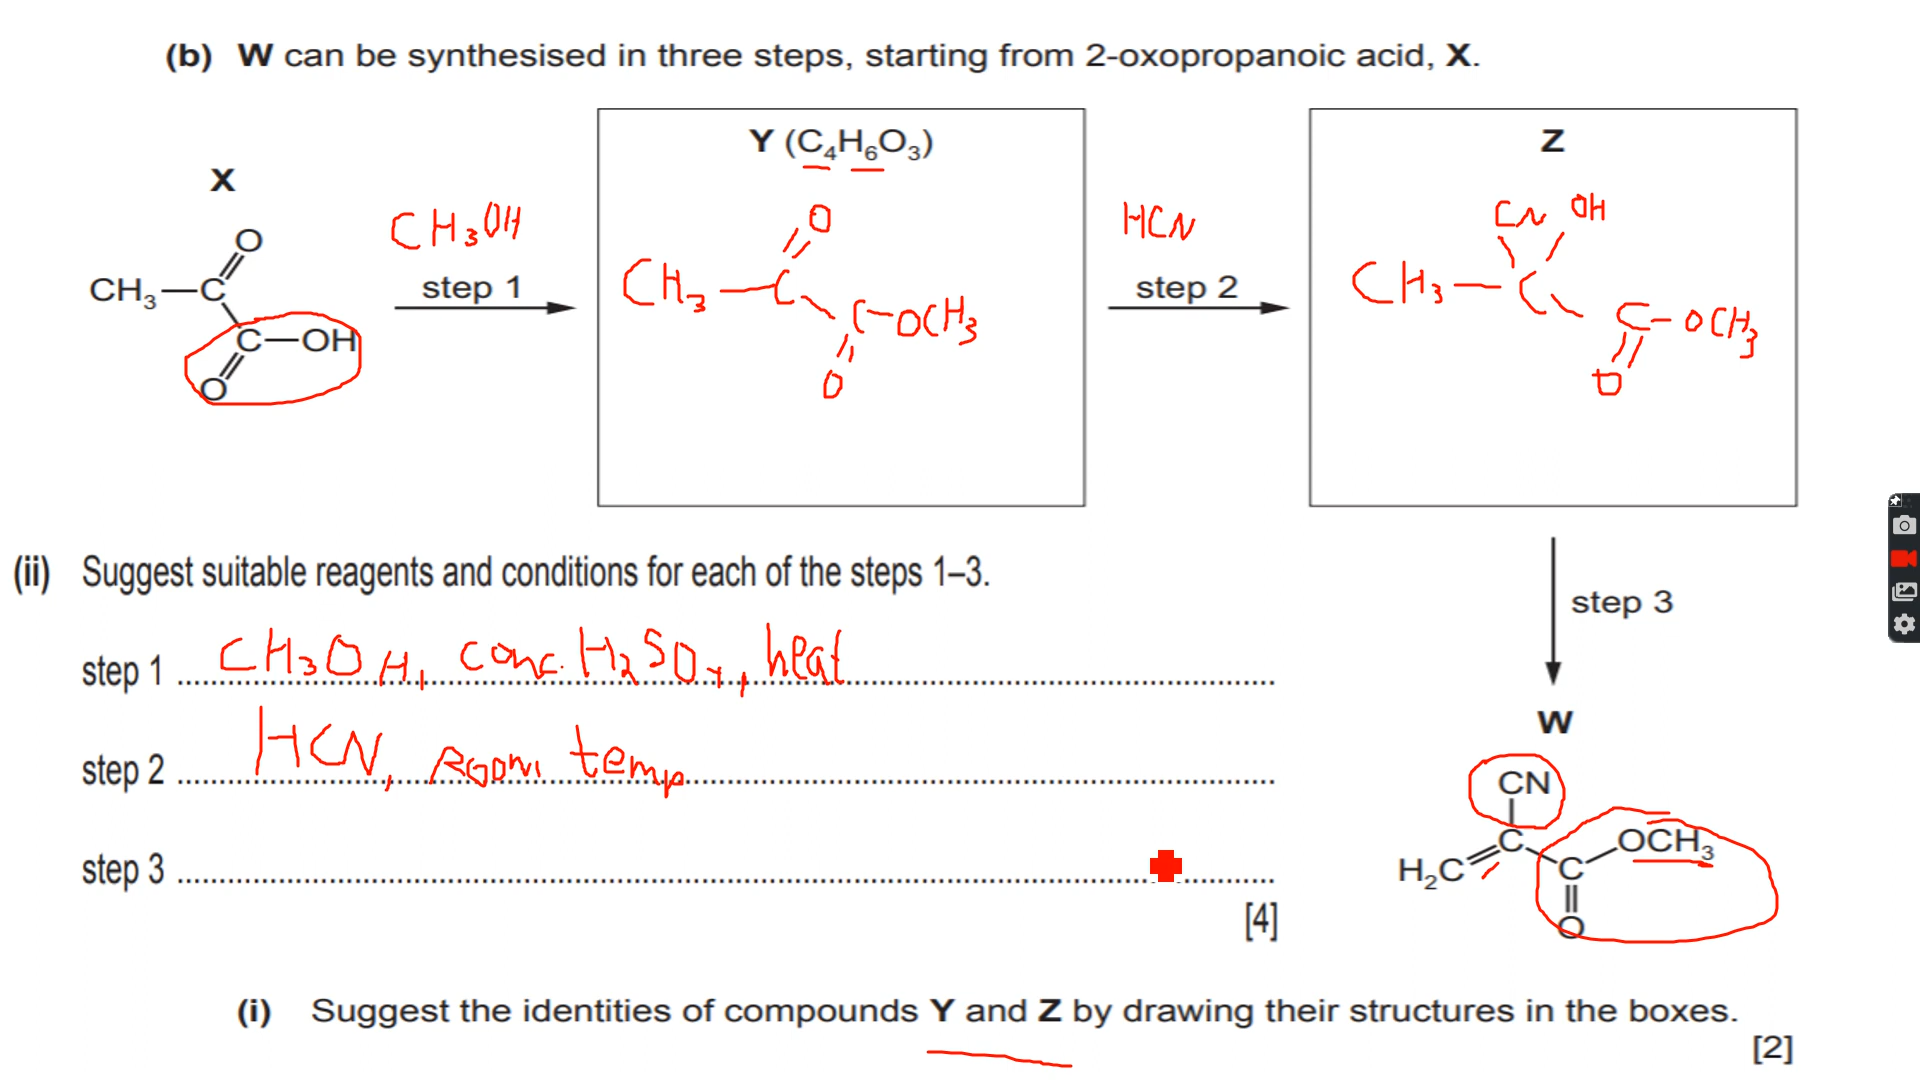 (b) W can be synthesised in three steps, starting from 2-oxopropanoic acid, X.
X
O
CH₃—C
C—OH
O
CH₃OH
step 1
Y (C₄H₆O₃)
O
CH₃—C
C-OCH₃
O
HCN
step 2
Z
CN OH
CH₃—C
C-OCH₃
O
step 3
W
CN
C OCH₃
H₂C C
O
(ii) Suggest suitable reagents and conditions for each of the steps 1–3.
step 1 CH₃OH, conc. H₂SO₄, heat
step 2 HCN, Room temp
step 3
[4]
(i) Suggest the identities of compounds Y and Z by drawing their structures in the boxes.
[2]